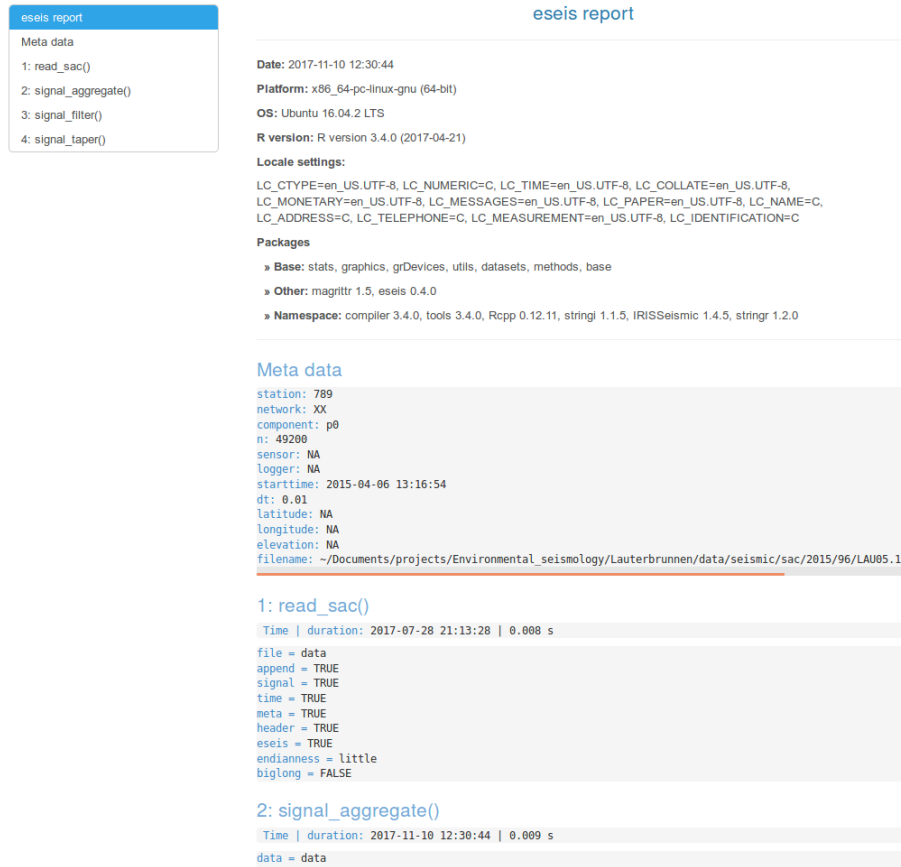 eseis report
Meta data
1: read_sac()
2: signal_aggregate()
3: signal_filter()
4: signal_taper()
eseis report
Date: 2017-11-10 12:30:44
Platform: x86_64-pc-linux-gnu (64-bit)
OS: Ubuntu 16.04.2 LTS
R version: R version 3.4.0 (2017-04-21)
Locale settings:
LC_CTYPE=en_US.UTF-8, LC_NUMERIC=C, LC_TIME=en_US.UTF-8, LC_COLLATE=en_US.UTF-8,
LC_MONETARY=en_US.UTF-8, LC_MESSAGES=en_US.UTF-8, LC_PAPER=en_US.UTF-8, LC_NAME=C,
LC_ADDRESS=C, LC_TELEPHONE=C, LC_MEASUREMENT=en_US.UTF-8, LC_IDENTIFICATION=C
Packages
» Base: stats, graphics, grDevices, utils, datasets, methods, base
» Other: magrittr 1.5, eseis 0.4.0
» Namespace: compiler 3.4.0, tools 3.4.0, Rcpp 0.12.11, stringi 1.1.5, IRISSeismic 1.4.5, stringr 1.2.0
Meta data
station: 789
network: XX
component: p0
n: 49200
sensor: NA
logger: NA
starttime: 2015-04-06 13:16:54
dt: 0.01
latitude: NA
longitude: NA
elevation: NA
filename: ~/Documents/projects/Environmental_seismology/Lauterbrunnen/data/seismic/sac/2015/96/LAU05.1
1: read_sac()
Time | duration: 2017-07-28 21:13:28 | 0.008 s
file = data
append = TRUE
signal = TRUE
time = TRUE
meta = TRUE
header = TRUE
eseis = TRUE
endianness = little
biglong = FALSE
2: signal_aggregate()
Time | duration: 2017-11-10 12:30:44 | 0.009 s
data = data